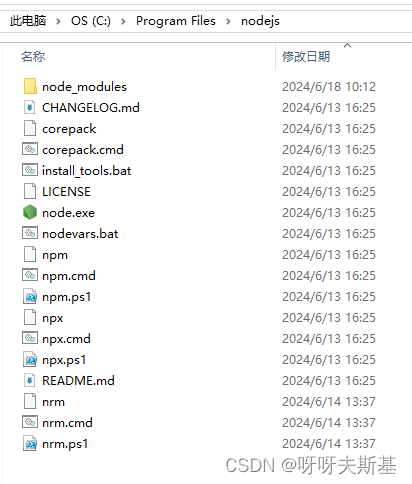 此电脑 > OS (C:) > Program Files > nodejs
名称 修改日期
node_modules 2024/6/18 10:12
CHANGELOG.md 2024/6/13 16:25
corepack 2024/6/13 16:25
corepack.cmd 2024/6/13 16:25
install_tools.bat 2024/6/13 16:25
LICENSE 2024/6/13 16:25
node.exe 2024/6/13 16:25
nodevars.bat 2024/6/13 16:25
npm 2024/6/13 16:25
npm.cmd 2024/6/13 16:25
npm.ps1 2024/6/13 16:25
npx 2024/6/13 16:25
npx.cmd 2024/6/13 16:25
npx.ps1 2024/6/13 16:25
README.md 2024/6/13 16:25
nrm 2024/6/14 13:37
nrm.cmd 2024/6/14 13:37
nrm.ps1 2024/6/14 13:37
CSDN @呀呀夫斯基